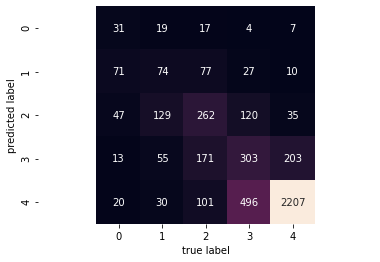 0 31 19 17 4 7
1 71 74 77 27 10
2 47 129 262 120 35
3 13 55 171 303 203
4 20 30 101 496 2207
0 1 2 3 4
true label
predicted label